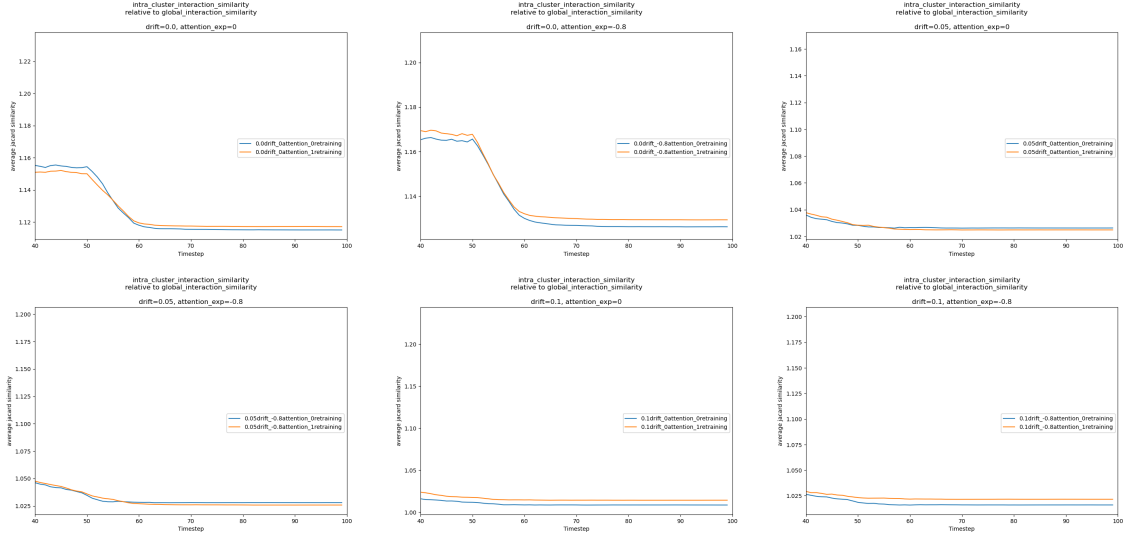 intra_cluster_interaction_similarity
relative to global_interaction_similarity
drift=0.0, attention_exp=0
average jacard similarity
1.22
1.20
1.18
1.16
1.14
1.12
0.0drift_0attention_0retraining
0.0drift_0attention_1retraining
40 50 60 70 80 90 100
Timestep
intra_cluster_interaction_similarity
relative to global_interaction_similarity
drift=0.0, attention_exp=-0.8
average jacard similarity
1.20
1.18
1.16
1.14
0.0drift_-0.8attention_0retraining
0.0drift_-0.8attention_1retraining
40 50 60 70 80 90 100
Timestep
intra_cluster_interaction_similarity
relative to global_interaction_similarity
drift=0.05, attention_exp=0
average jacard similarity
1.16
1.14
1.12
1.10
1.08
1.06
1.04
1.02
0.05drift_0attention_0retraining
0.05drift_0attention_1retraining
40 50 60 70 80 90 100
Timestep
intra_cluster_interaction_similarity
relative to global_interaction_similarity
drift=0.05, attention_exp=-0.8
average jacard similarity
1.200
1.175
1.150
1.125
1.100
1.075
1.050
1.025
0.05drift_-0.8attention_0retraining
0.05drift_-0.8attention_1retraining
40 50 60 70 80 90 100
Timestep
intra_cluster_interaction_similarity
relative to global_interaction_similarity
drift=0.1, attention_exp=0
average jacard similarity
1.20
1.15
1.10
1.05
1.00
0.1drift_0attention_0retraining
0.1drift_0attention_1retraining
40 50 60 70 80 90 100
Timestep
intra_cluster_interaction_similarity
relative to global_interaction_similarity
drift=0.1, attention_exp=-0.8
average jacard similarity
1.200
1.175
1.150
1.125
1.100
1.075
1.050
1.025
0.1drift_-0.8attention_0retraining
0.1drift_-0.8attention_1retraining
40 50 60 70 80 90 100
Timestep